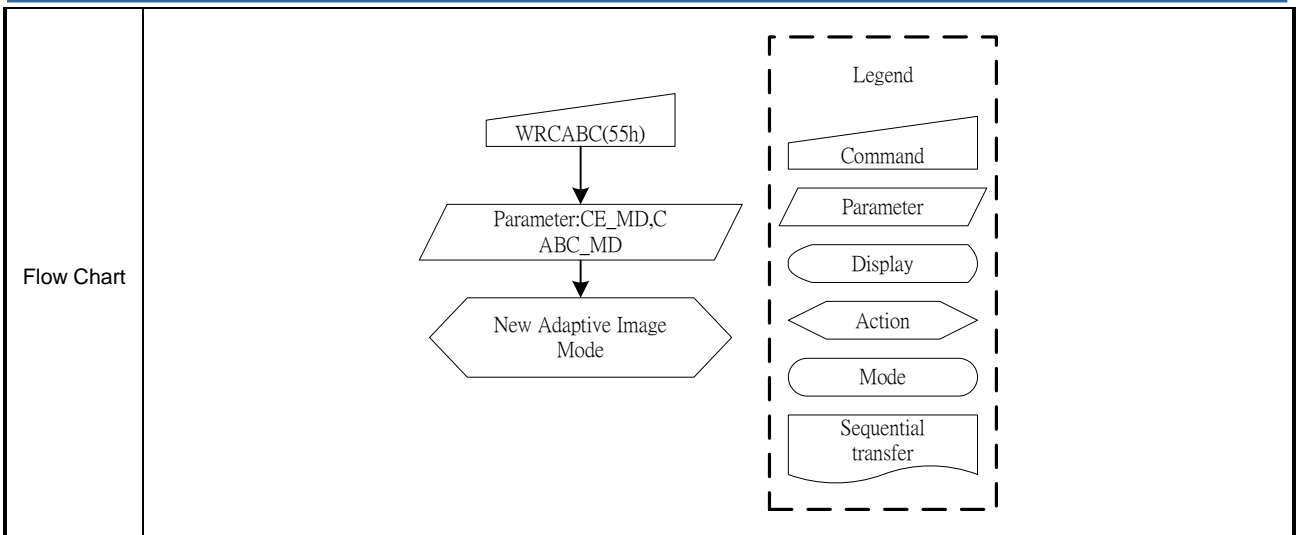 Flow Chart
WRCABC(55h)
Parameter:CE_MD,C
ABC_MD
New Adaptive Image
Mode
Legend
Command
Parameter
Display
Action
Mode
Sequential
transfer